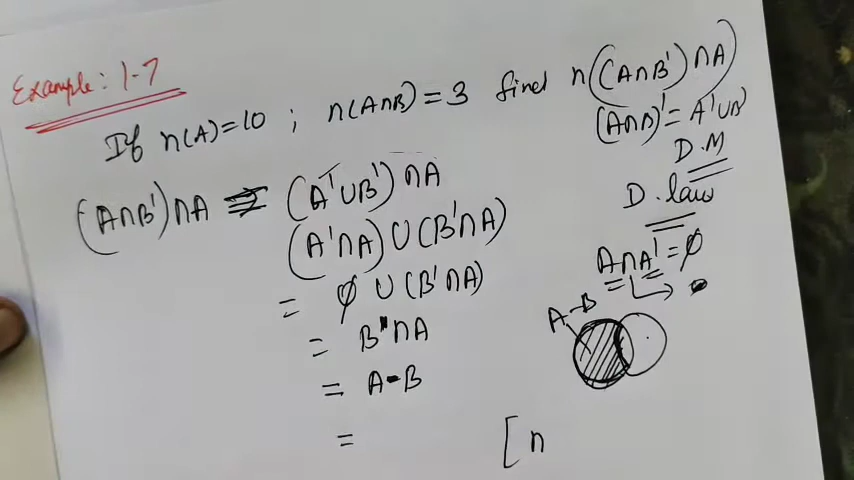 Example: 1-7
If n(A)=10 ; n(A∩B)=3 find n((A∩B')∩A)
(A∩B)'= A'∪B'
D.M
(A∩B')∩A = (A'∪B')∩A
D. law
(A'∩A)∪(B'∩A)
A∩A'=φ
= φ ∪(B'∩A)
A-B
= B'∩A
= A-B
= [n